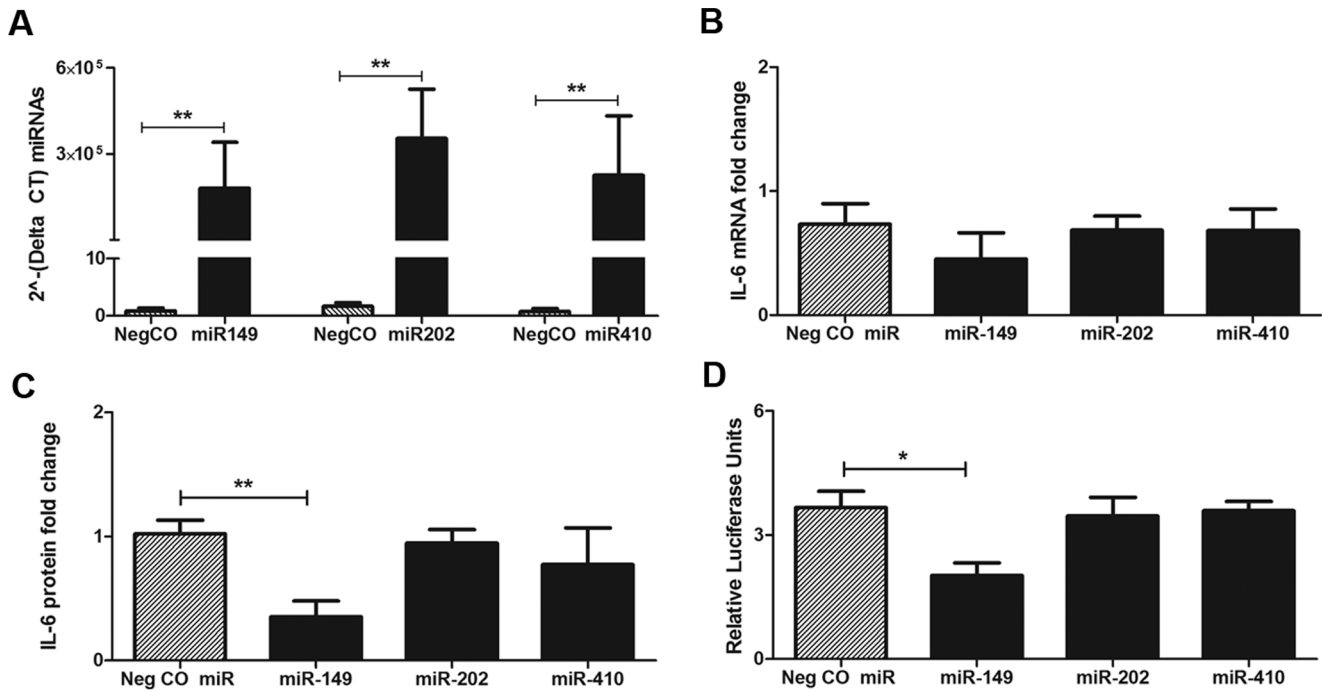 A
2^-(Delta CT) miRNAs
6×10⁵
3×10⁵
10
0
**
**
**
NegCO miR149 NegCO miR202 NegCO miR410
B
IL-6 mRNA fold change
2
1
0
Neg CO miR miR-149 miR-202 miR-410
C
IL-6 protein fold change
2
1
0
**
Neg CO miR miR-149 miR-202 miR-410
D
Relative Luciferase Units
6
3
0
*
Neg CO miR miR-149 miR-202 miR-410